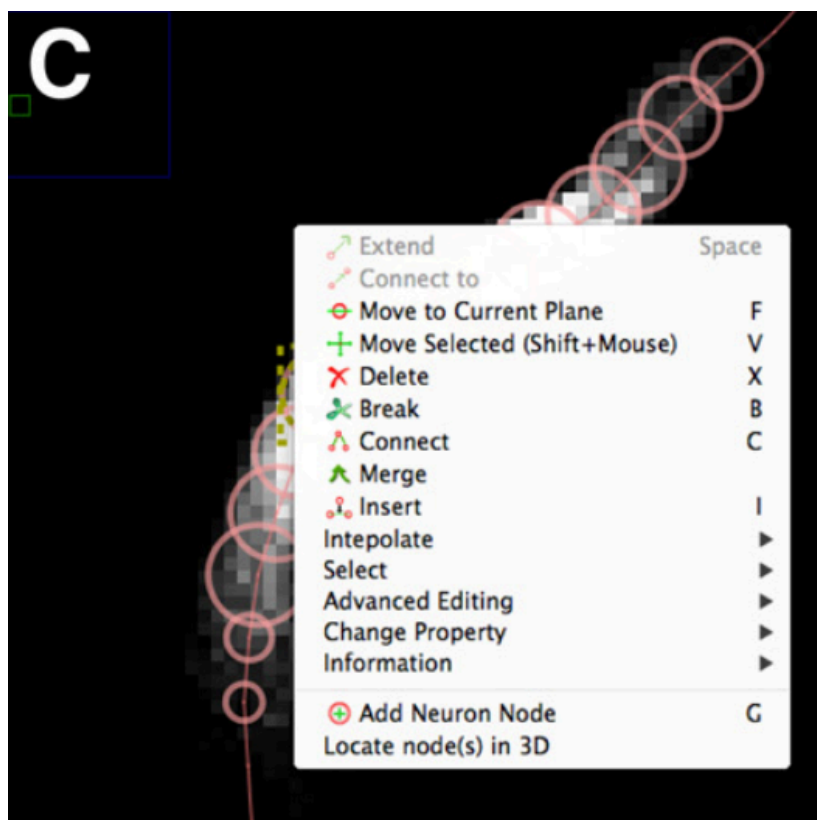 C
Extend Space
Connect to
Move to Current Plane F
Move Selected (Shift+Mouse) V
Delete X
Break B
Connect C
Merge
Insert I
Intepolate
Select
Advanced Editing
Change Property
Information
Add Neuron Node G
Locate node(s) in 3D